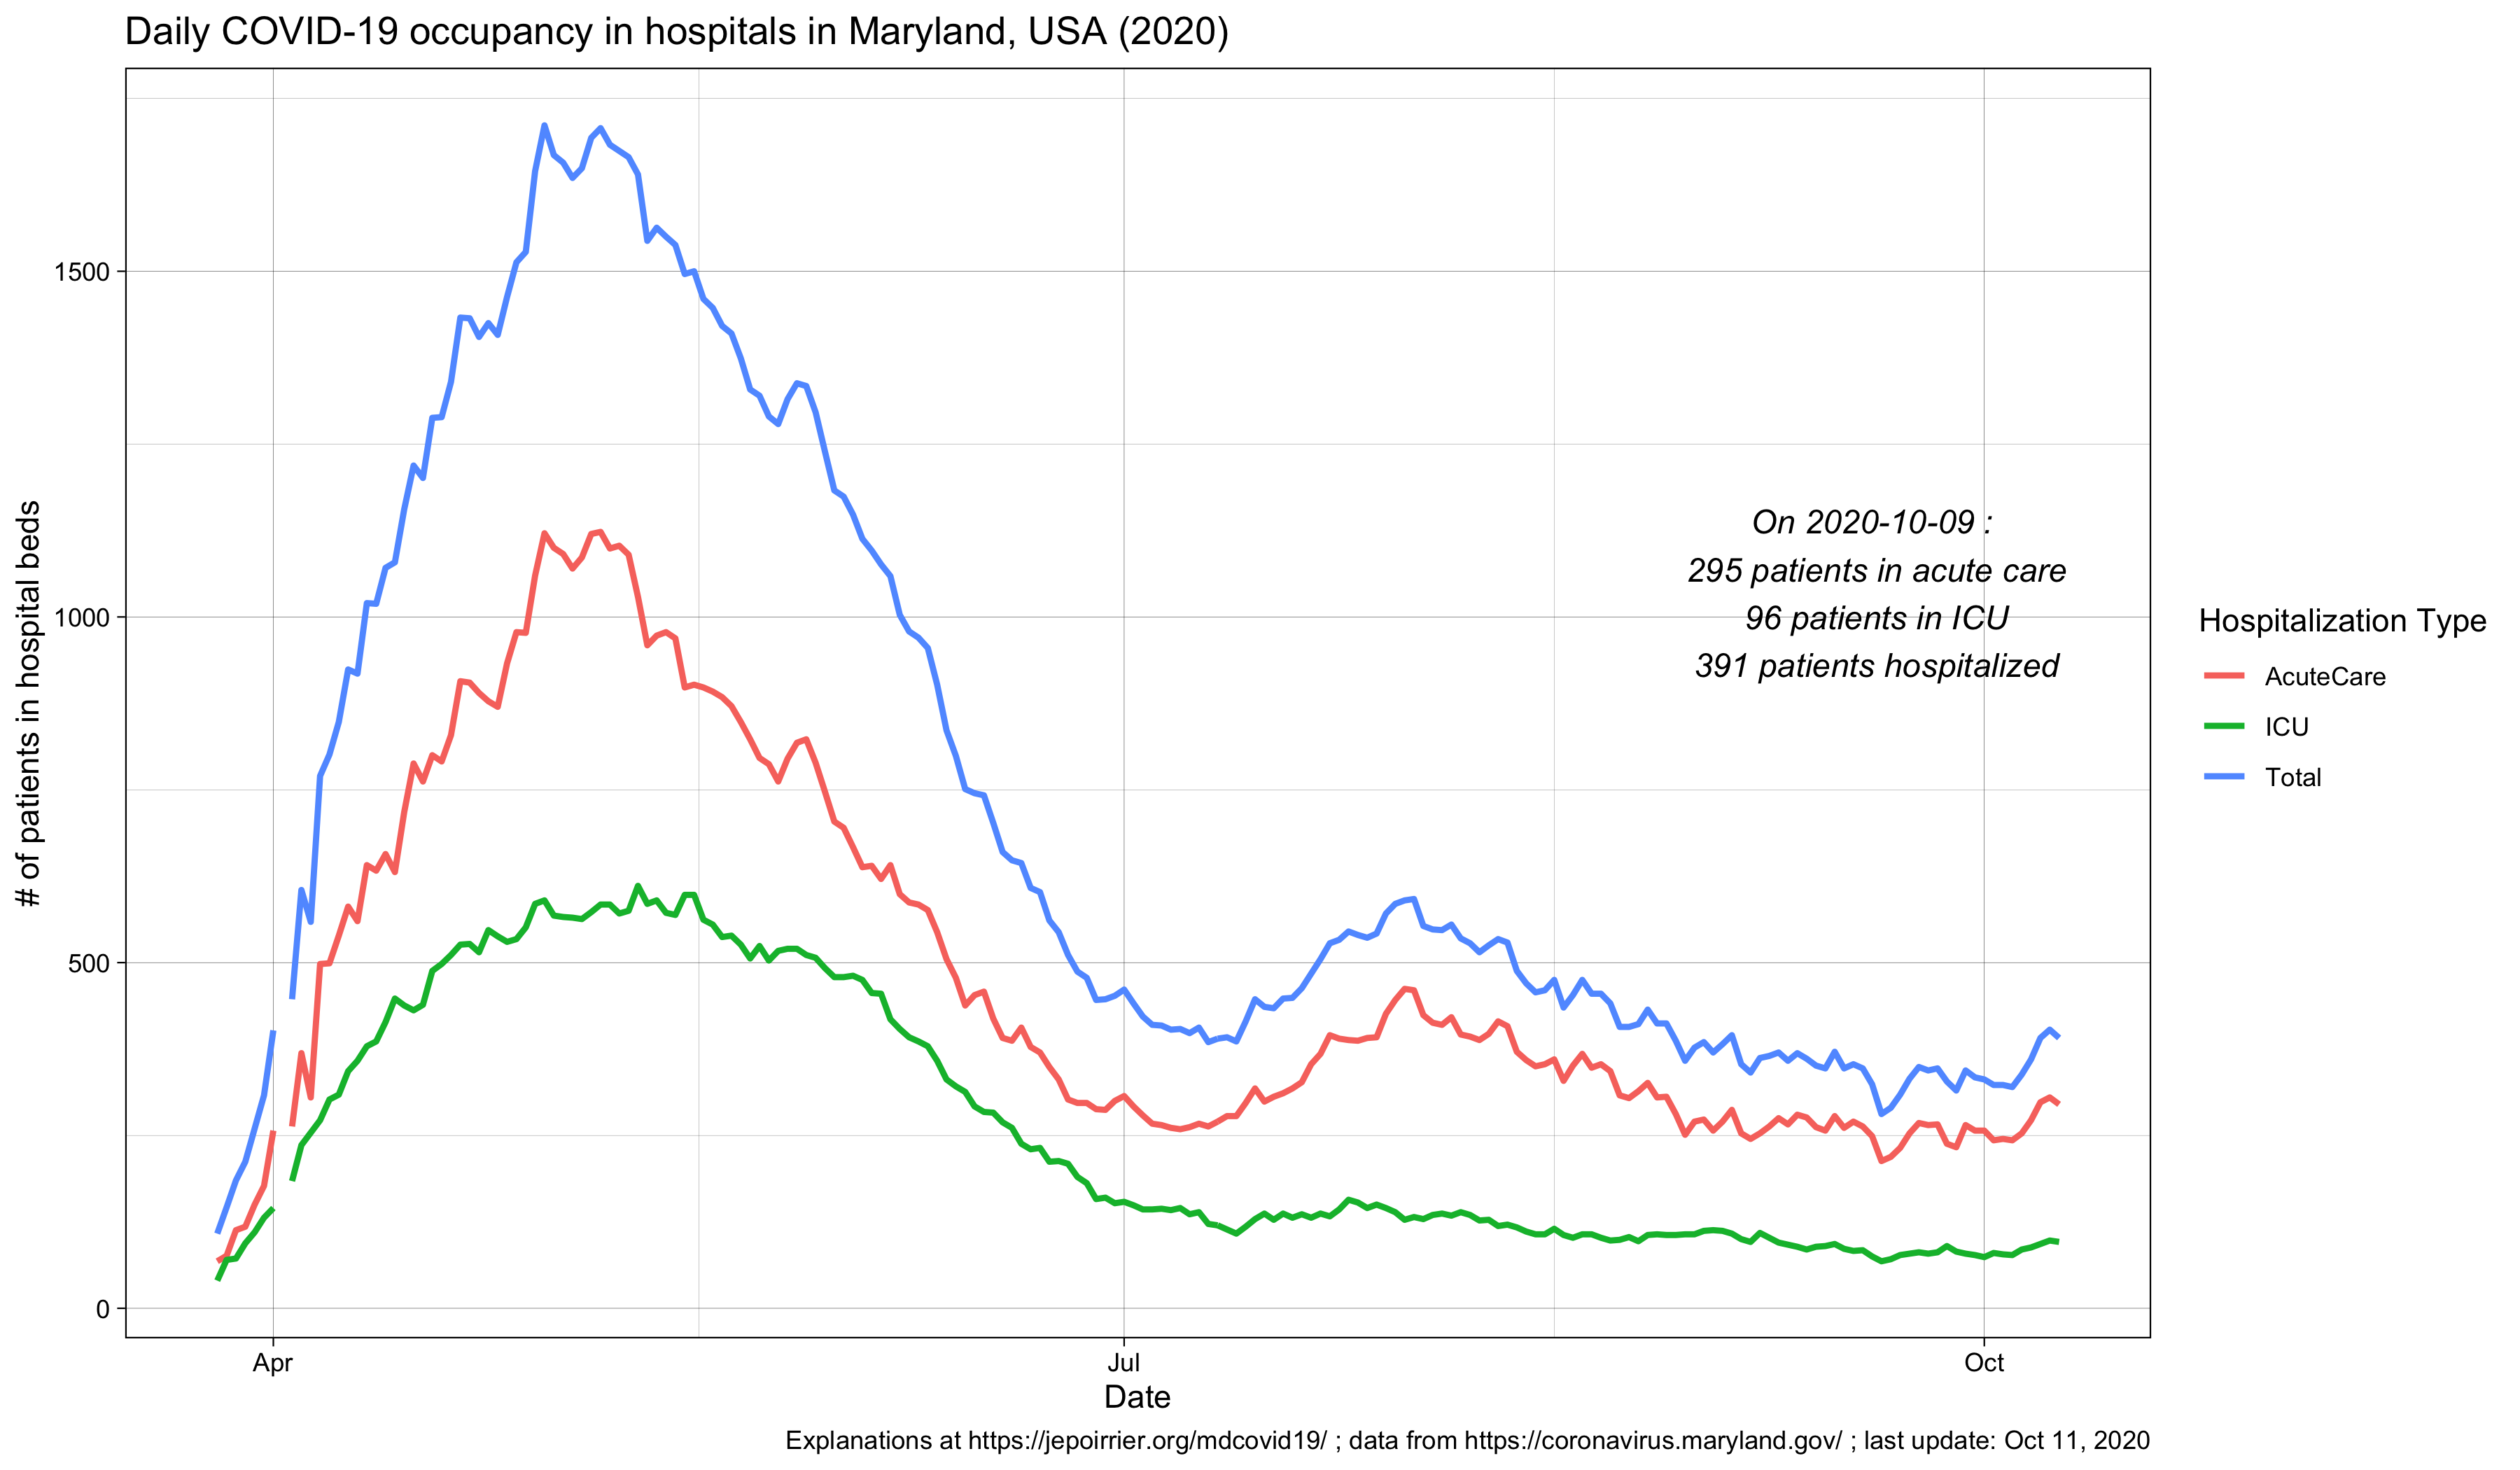 Daily COVID-19 occupancy in hospitals in Maryland, USA (2020)
# of patients in hospital beds
1500
1000
500
0
On 2020-10-09 :
295 patients in acute care
96 patients in ICU
391 patients hospitalized
Hospitalization Type
AcuteCare
ICU
Total
Apr
Jul
Oct
Date
Explanations at https://jepoirrier.org/mdcovid19/ ; data from https://coronavirus.maryland.gov/ ; last update: Oct 11, 2020